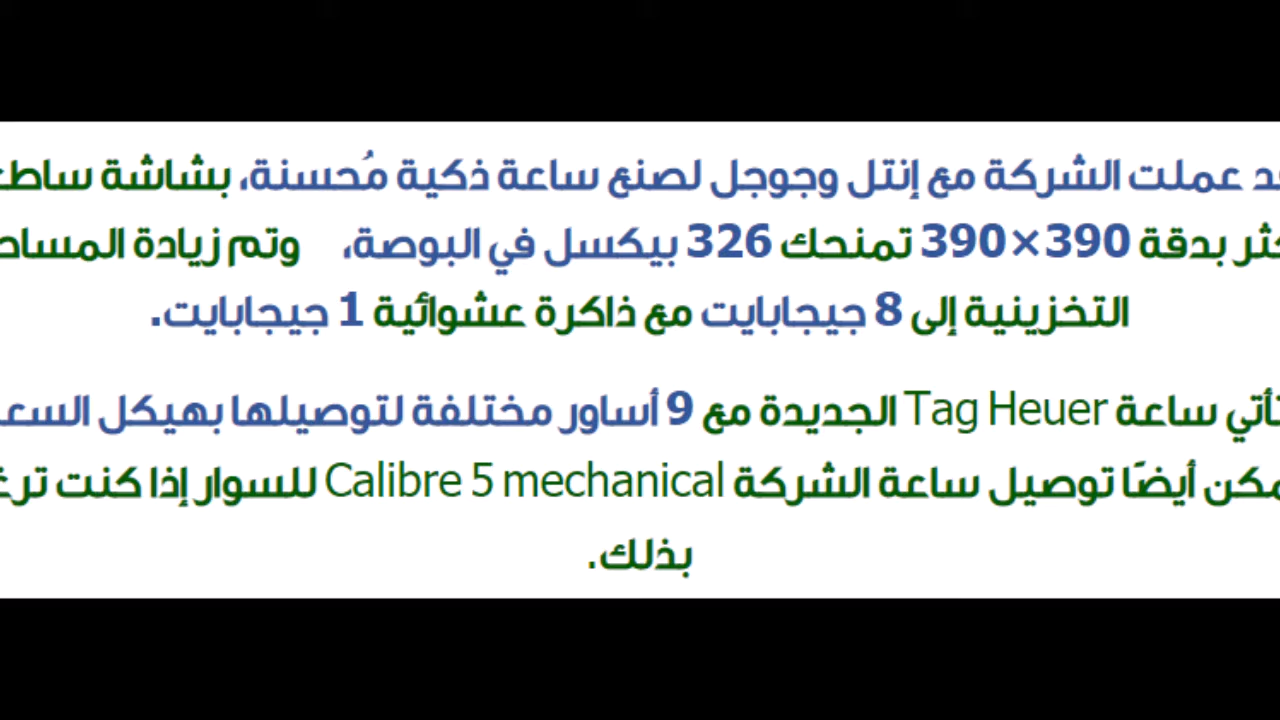 عملت الشركة مع إنتل وجوجل لصنع ساعة ذكية مُحسنة، بشاشة
بدقة 390×390 تمنحك 326 بيكسل في البوصة، وتم زيادة
التخزينية إلى 8 جيجابايت مع ذاكرة عشوائية 1 جيجابايت.
ساعة Tag Heuer الجديدة مع 9 أساور مختلفة لتوصيلها بهيكل
أيضًا توصيل ساعة الشركة Calibre 5 mechanical للسوار إذا كنت
بذلك.